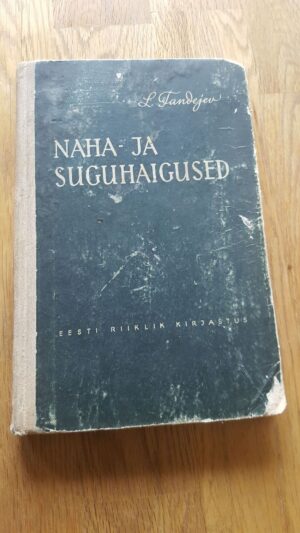 L. Tandejev
NAHA- JA
SUGUHAIGUSED
EESTI RIIKLIK KIRJASTUS